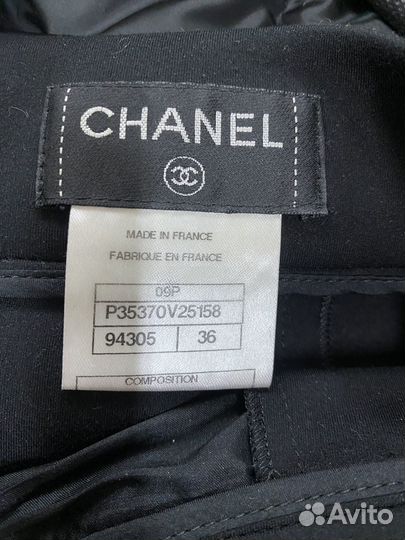 CHANEL
MADE IN FRANCE
FABRIQUE EN FRANCE
09P
P35370V25158
94305 36
COMPOSITION
Avito